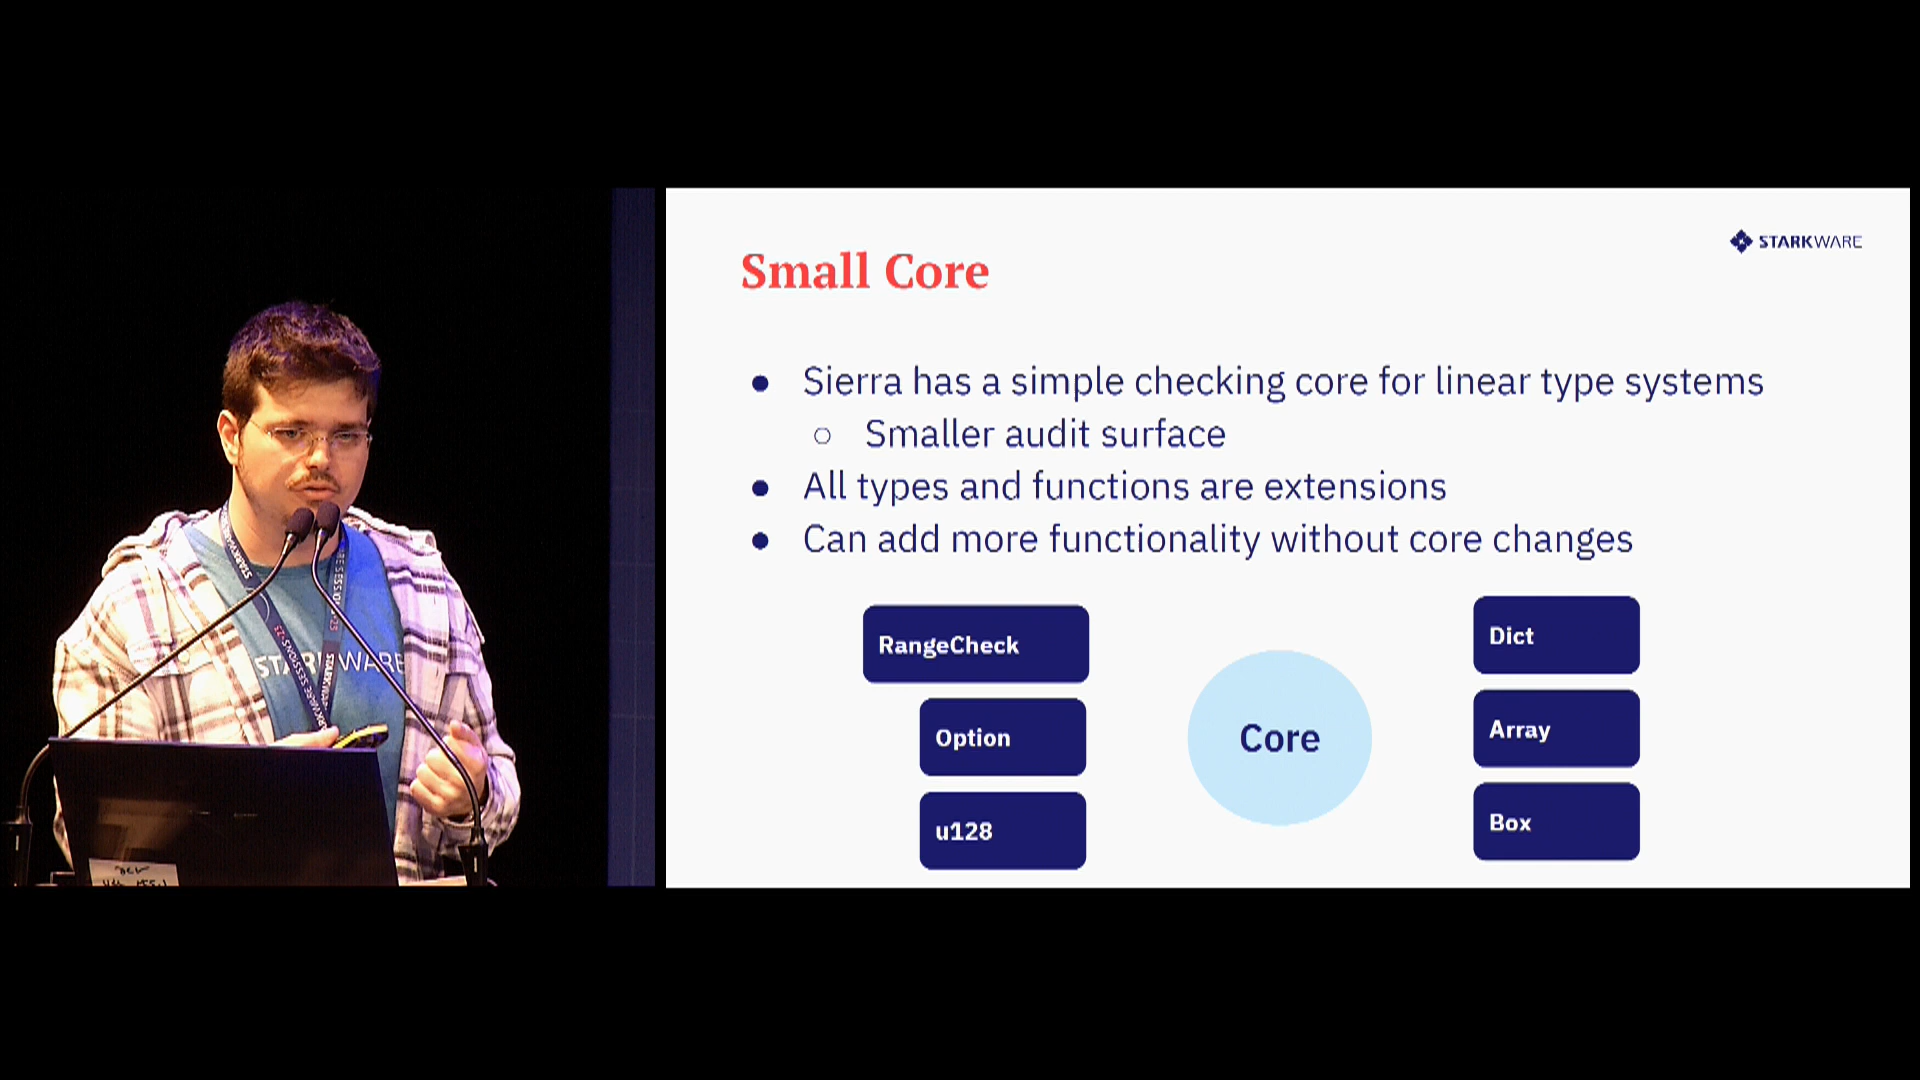 STARKWARE
Small Core
● Sierra has a simple checking core for linear type systems
○ Smaller audit surface
● All types and functions are extensions
● Can add more functionality without core changes
RangeCheck
Option
u128
Core
Dict
Array
Box
STARKWARE